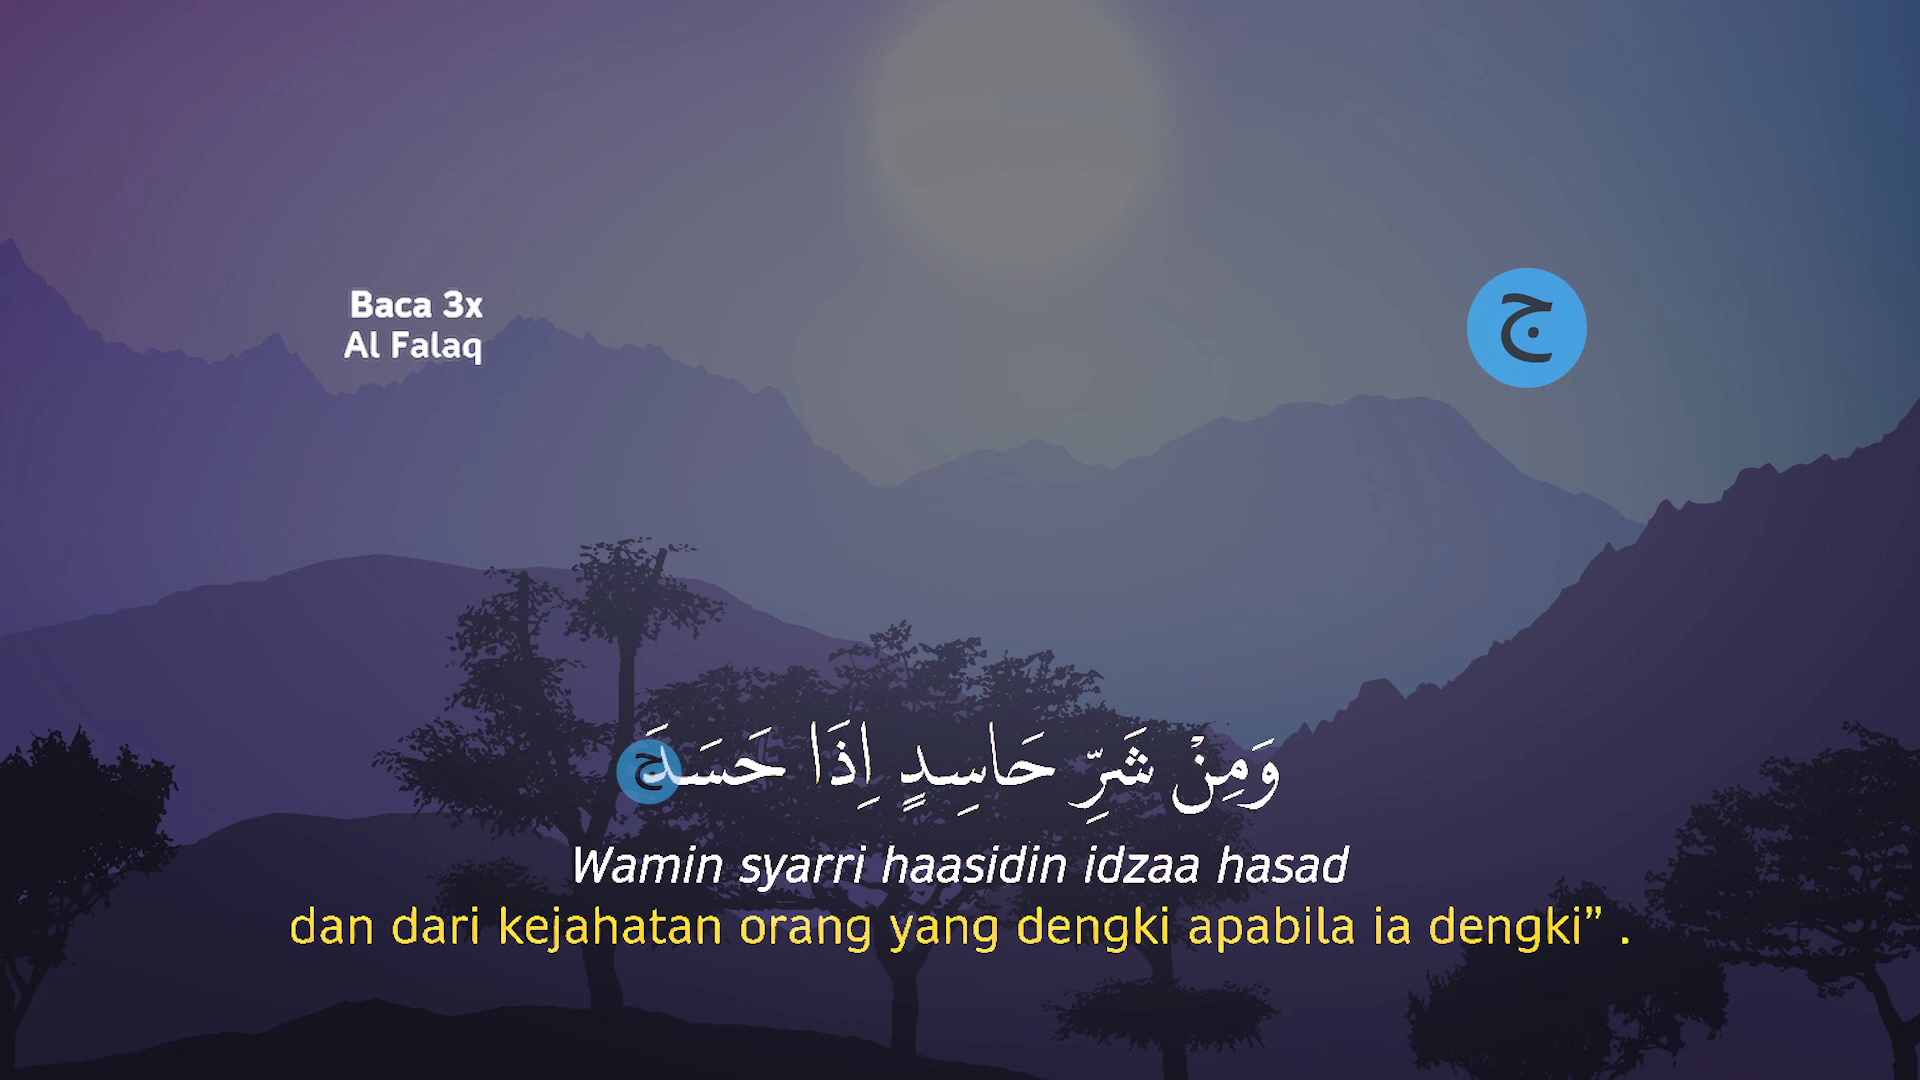 Baca 3x
Al Falaq
ج
وَمِنْ شَرِّ حَاسِدٍ اِذَا حَسَدَ
ج
Wamin syarri haasidin idzaa hasad
dan dari kejahatan orang yang dengki apabila ia dengki” .